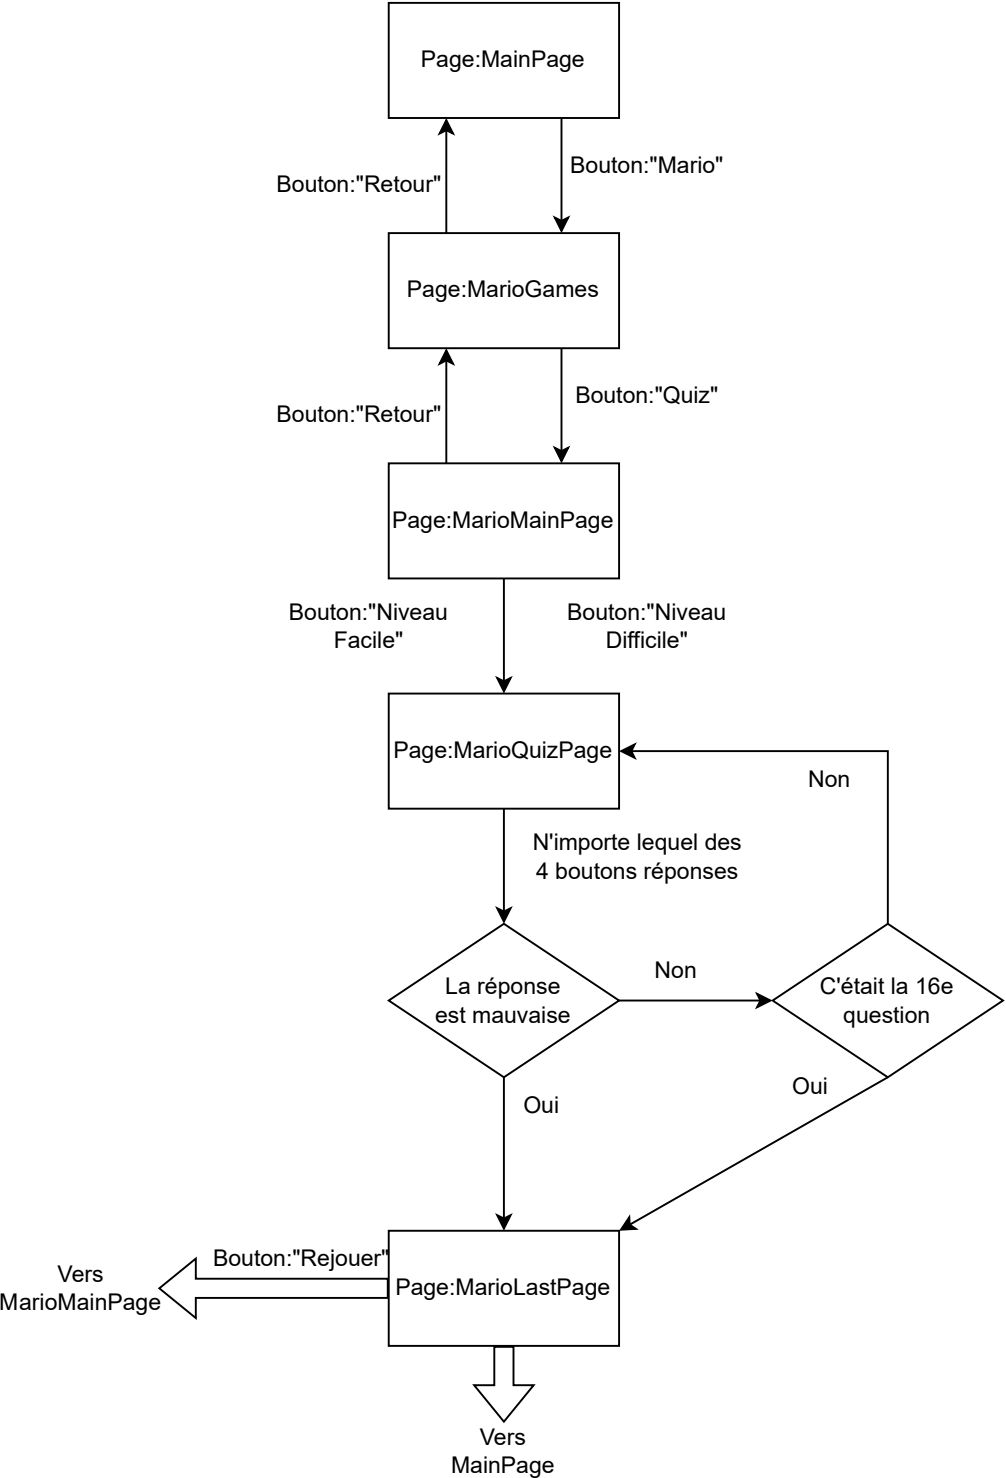 Page:MainPage
Bouton:"Mario"
Bouton:"Retour"
Page:MarioGames
Bouton:"Quiz"
Bouton:"Retour"
Page:MarioMainPage
Bouton:"Niveau
Facile"
Bouton:"Niveau
Difficile"
Page:MarioQuizPage
Non
N'importe lequel des
4 boutons réponses
Non
La réponse
est mauvaise
C'était la 16e
question
Oui
Oui
Bouton:"Rejouer"
Vers
MarioMainPage
Page:MarioLastPage
Vers
MainPage